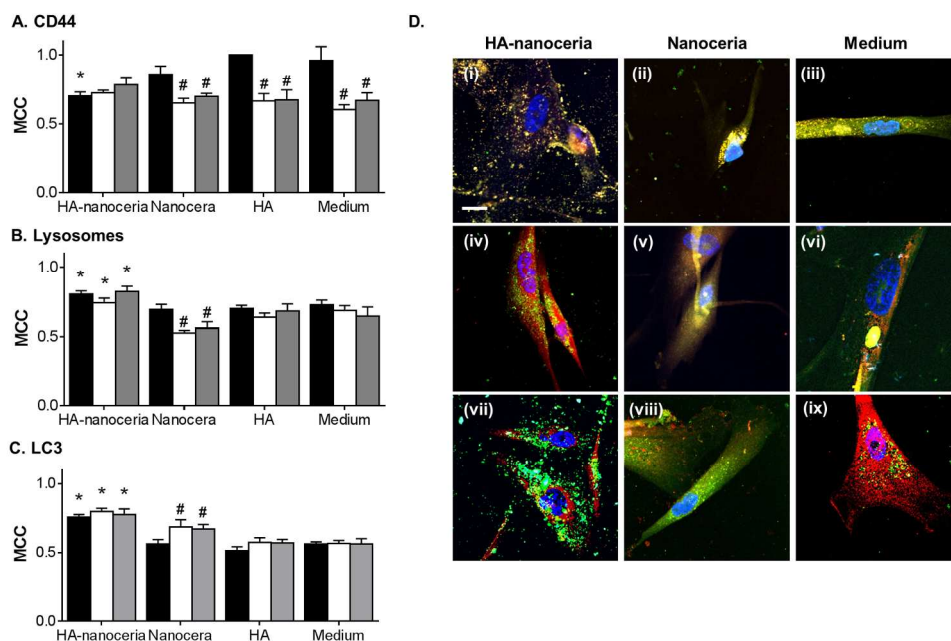 A. CD44
MCC
1.0
0.5
0.0
*
# #
# #
# #
HA-nanoceria Nanocera HA Medium
B. Lysosomes
MCC
1.0
0.5
0.0
* * *
# #
HA-nanoceria Nanocera HA Medium
C. LC3
MCC
1.0
0.5
0.0
* * *
# #
HA-nanoceria Nanocera HA Medium
D.
HA-nanoceria Nanoceria Medium
(i) (ii) (iii)
(iv) (v) (vi)
(vii) (viii) (ix)